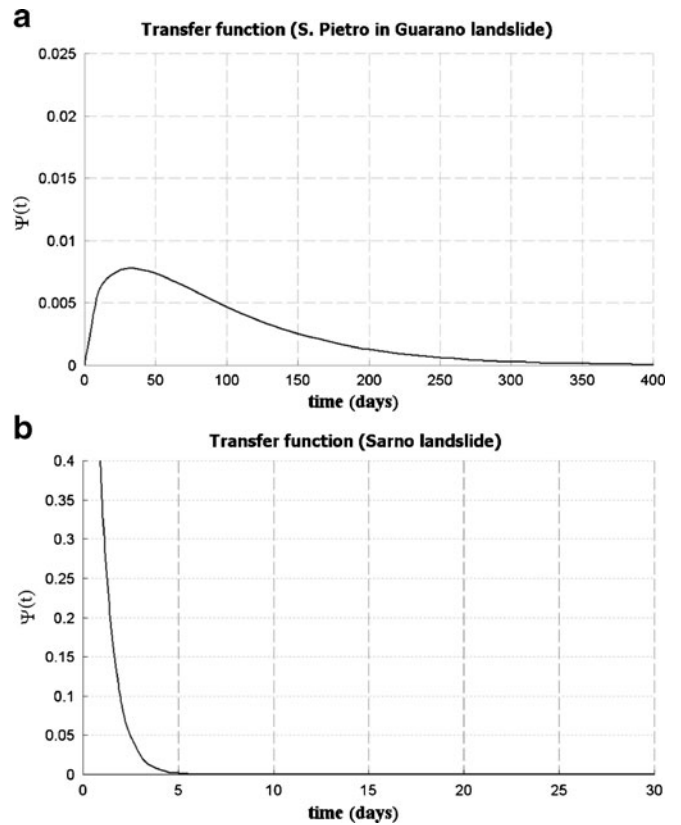 a
Transfer function (S. Pietro in Guarano landslide)
0.025
0.02
0.015
0.01
0.005
0
Ψ(t)
0 50 100 150 200 250 300 350 400
time (days)
b
Transfer function (Sarno landslide)
0.4
0.35
0.3
0.25
0.2
0.15
0.1
0.05
0
Ψ(t)
0 5 10 15 20 25 30
time (days)